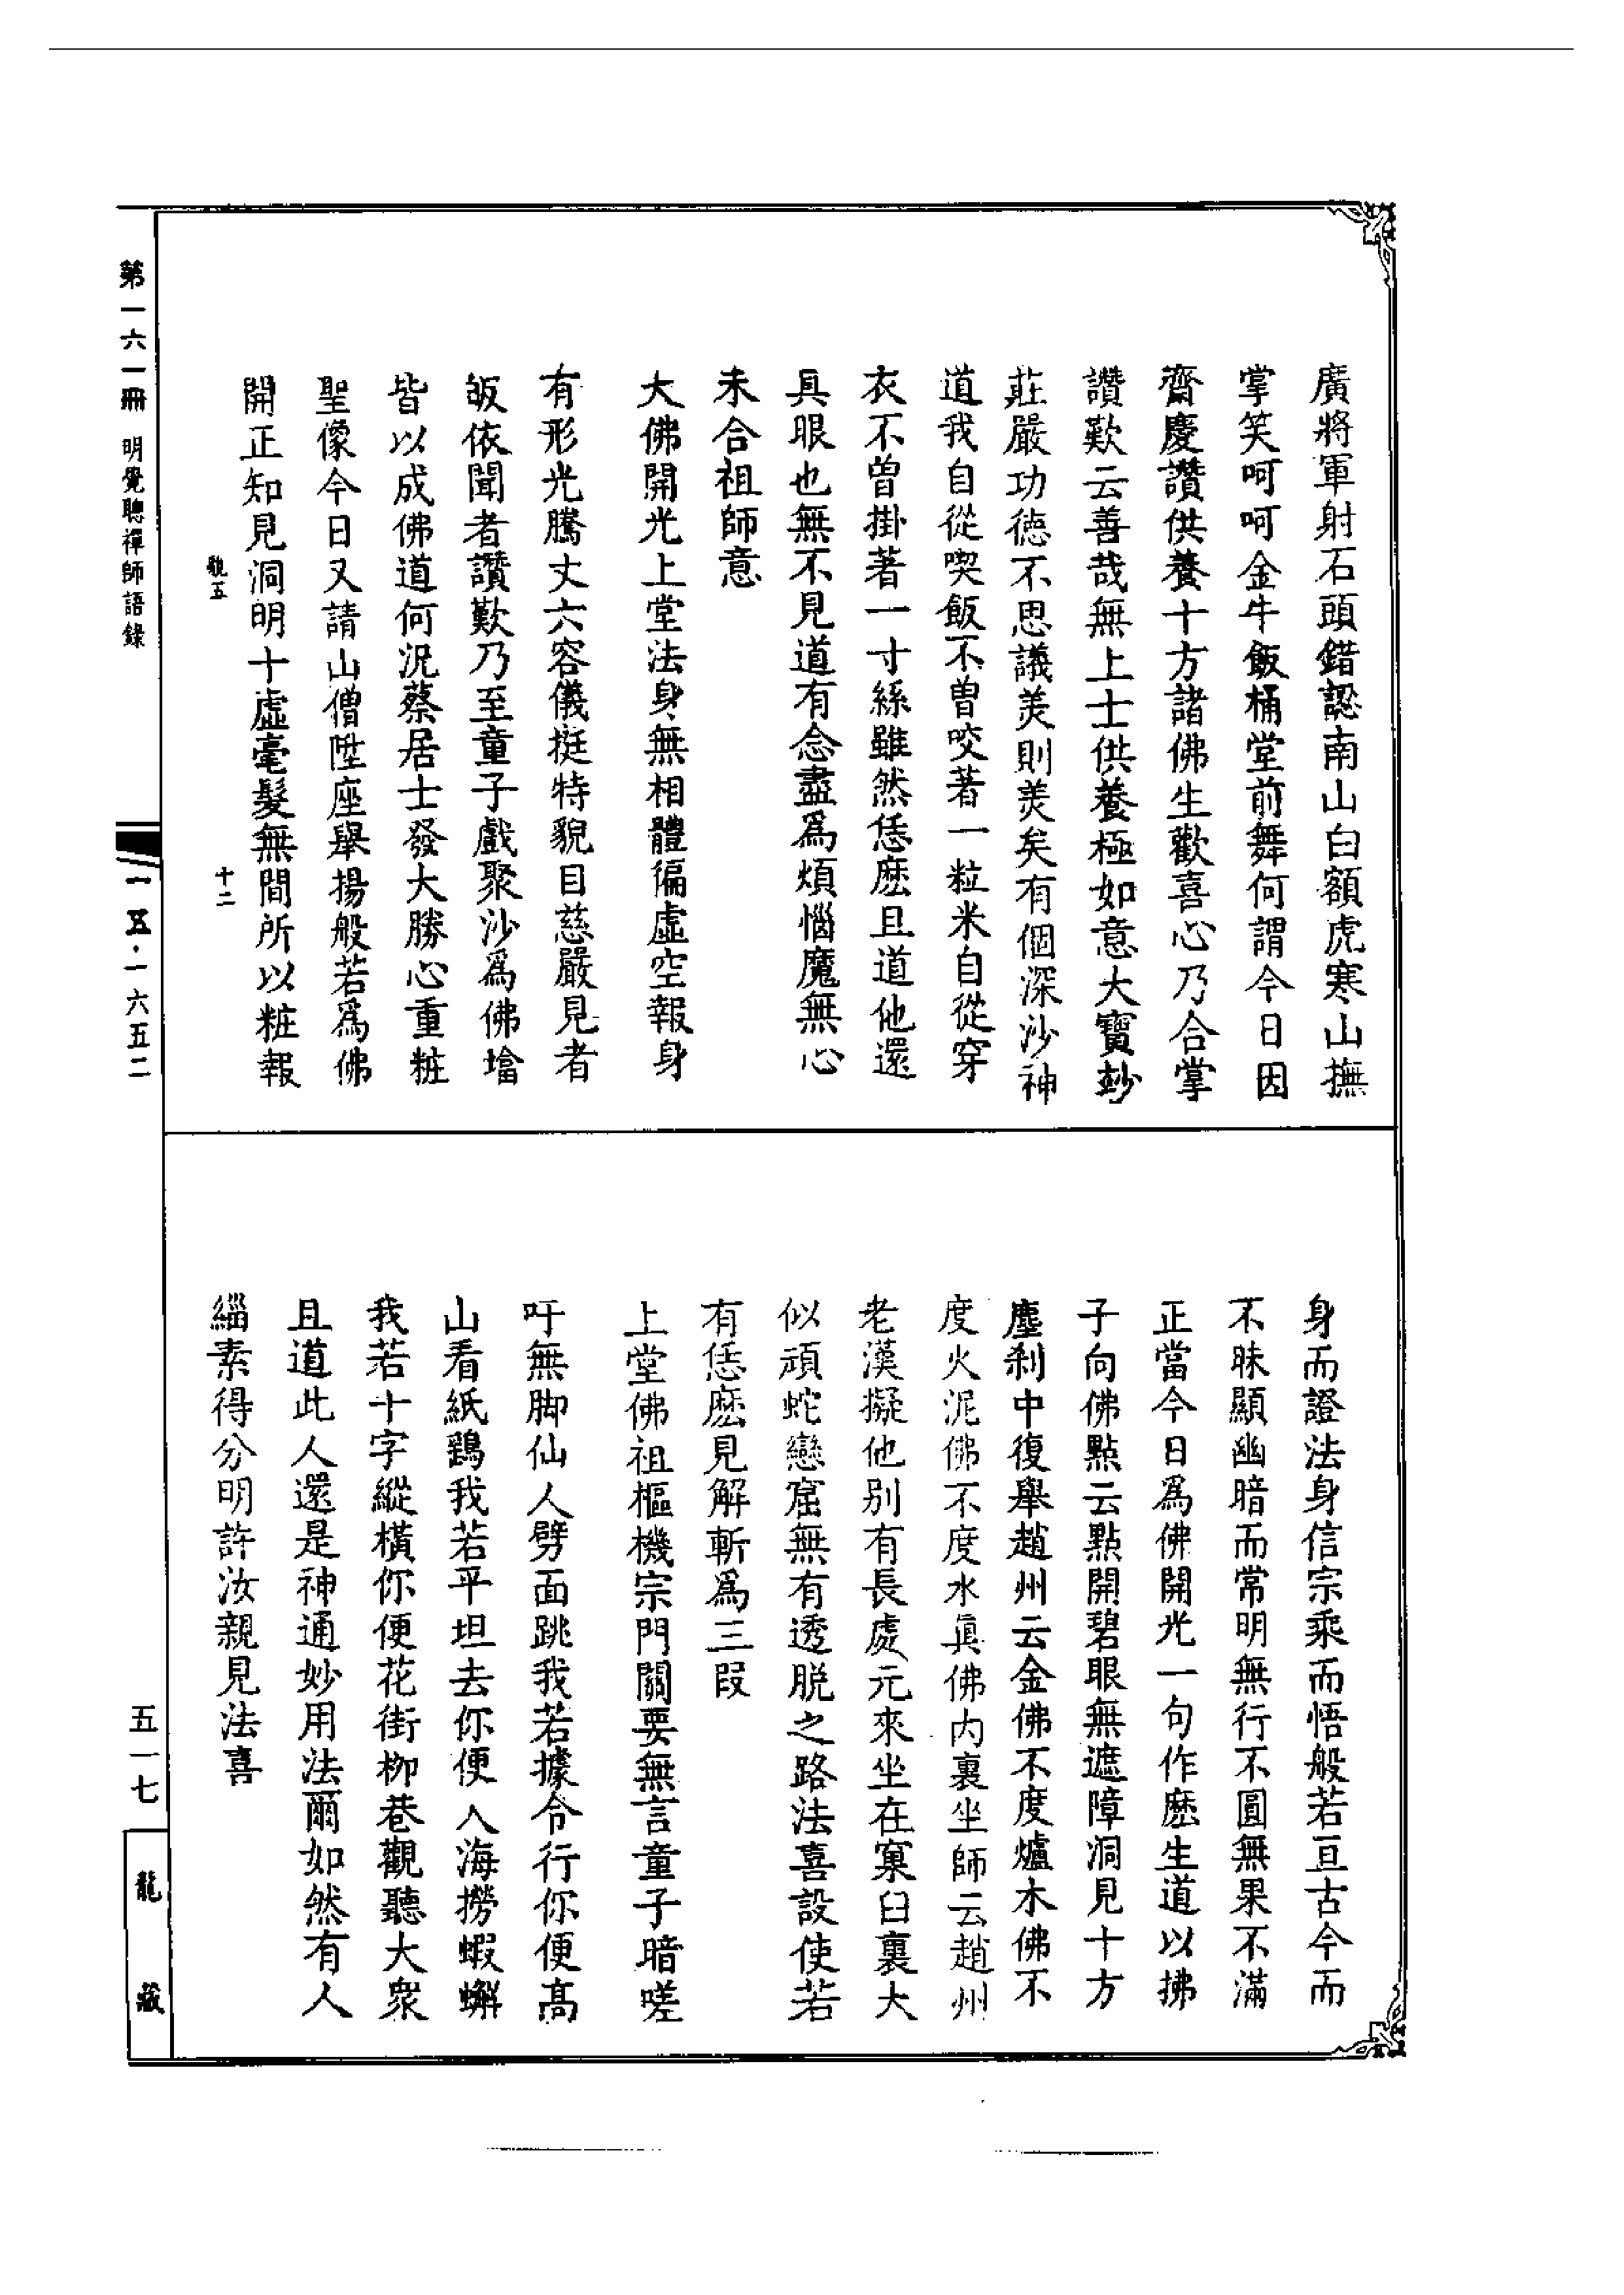 廣將軍射石頭錯認南山白額虎寒山撫
掌笑呵呵金牛飯桶堂前舞何謂今日因
齋慶讚供養十方諸佛生歡喜心乃合掌
讚歎云善哉無上士供養極如意大寶玅
莊嚴功德不思議羙則羙矣有個深沙神
道我自從喫飯不曾咬著一粒米自從穿
衣不曾掛著一寸絲雖然恁麽且道他還
具眼也無不見道有念盡爲煩惱魔無心
未合祖師意
大佛開光上堂法身無相體徧虛空報身
有形光騰丈六容儀挺特貌目慈嚴見者
皈依聞者讚歎乃至童子戲聚沙爲佛墖
皆以成佛道何況蔡居士發大勝心重粧
聖像今日又請山僧陞座舉揚般若爲佛
開正知見洞明十虛毫髮無間所以粧報
身而證法身信宗乘而悟般若亘古今而
不昧顯幽暗而常明無行不圓無果不滿
正當今日爲佛開光一句作麽生道以拂
子向佛點云點開碧眼無遮障洞見十方
塵剎中復舉趙州云金佛不度爐木佛不
度火泥佛不度水眞佛內裏坐師云趙州
老漢擬他別有長處元來坐在窠臼裏大
似頑蛇戀窟無有透脫之路法喜設使若
有恁麽見解斬爲三段
上堂佛祖樞機宗門關要無言童子暗嗟
吁無脚仙人劈面跳我若據令行你便高
山看紙鷂我若平坦去你便入海撈蝦蠏
我若十字縱橫你便花街柳巷觀聽大衆
且道此人還是神通妙用法爾如然有人
緇素得分明許汝親見法喜
第一六一冊 明覺聰禪師語錄
十二
一五·一六五二
五一七
龍藏